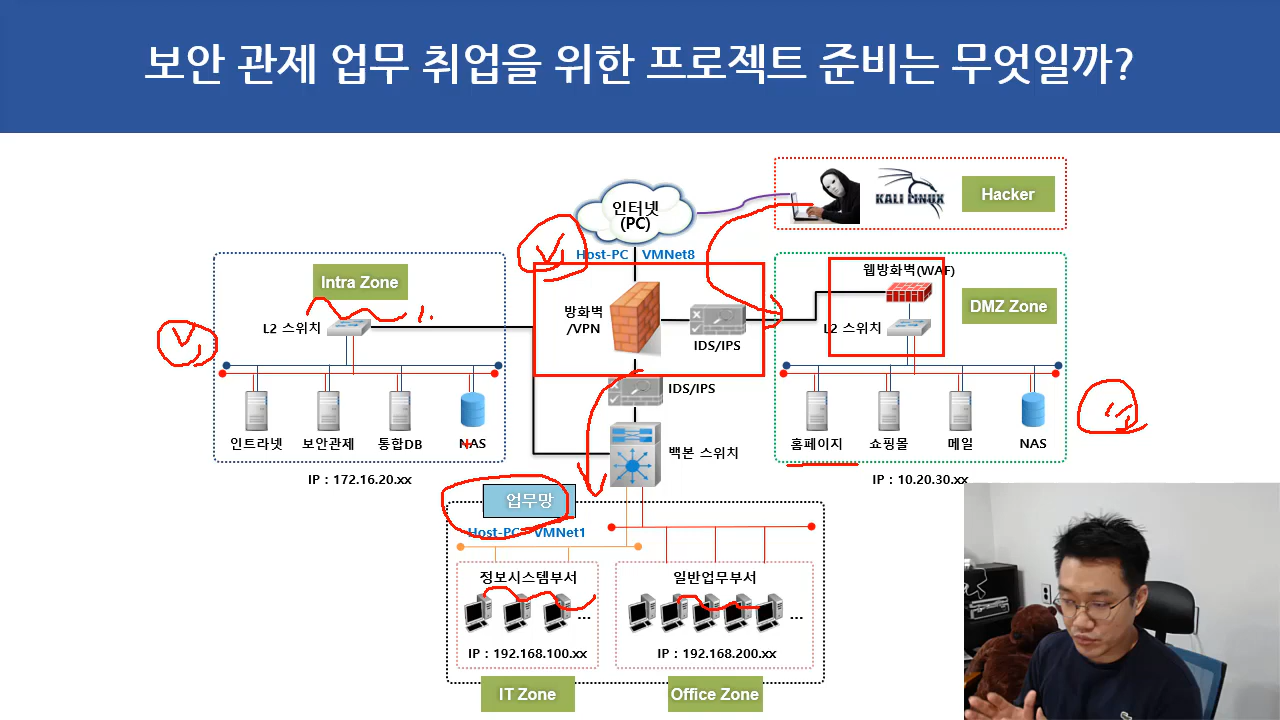 보안 관제 업무 취업을 위한 프로젝트 준비는 무엇일까?
인터넷
(PC)
KALI LINUX
Hacker
Host-PC
VMNet8
Intra Zone
L2 스위치
방화벽
/VPN
IDS/IPS
웹방화벽(WAF)
DMZ Zone
L2 스위치
IDS/IPS
인트라넷
보안관제
통합DB
NAS
IP : 172.16.20.xx
백본 스위치
홈페이지
쇼핑몰
메일
NAS
IP : 10.20.30.xx
업무망
Host-PC
VMNet1
정보시스템부서
...
IP : 192.168.100.xx
일반업무부서
...
IP : 192.168.200.xx
IT Zone
Office Zone